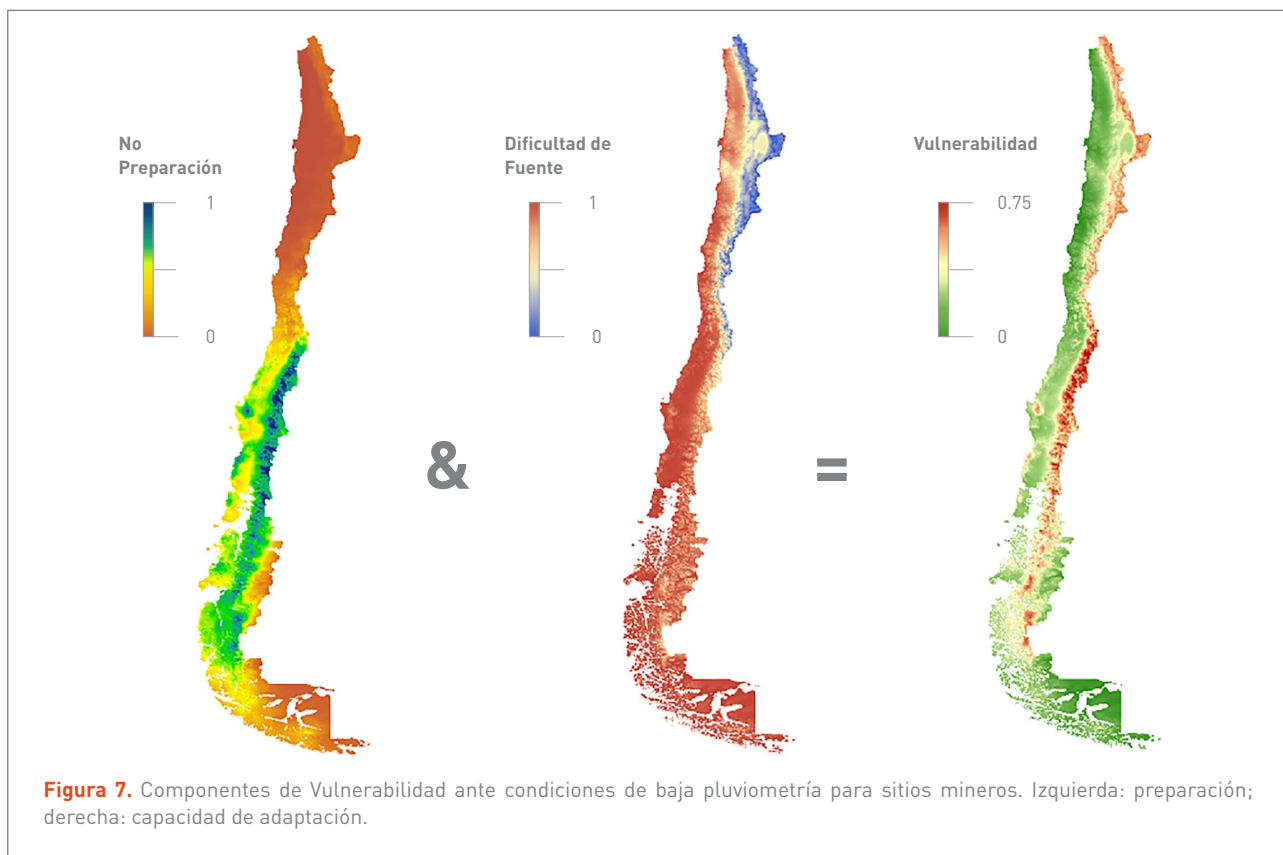 No
Preparación
1
0
&
Dificultad de
Fuente
1
0
=
Vulnerabilidad
0.75
0
Figura 7. Componentes de Vulnerabilidad ante condiciones de baja pluviometría para sitios mineros. Izquierda: preparación;
derecha: capacidad de adaptación.